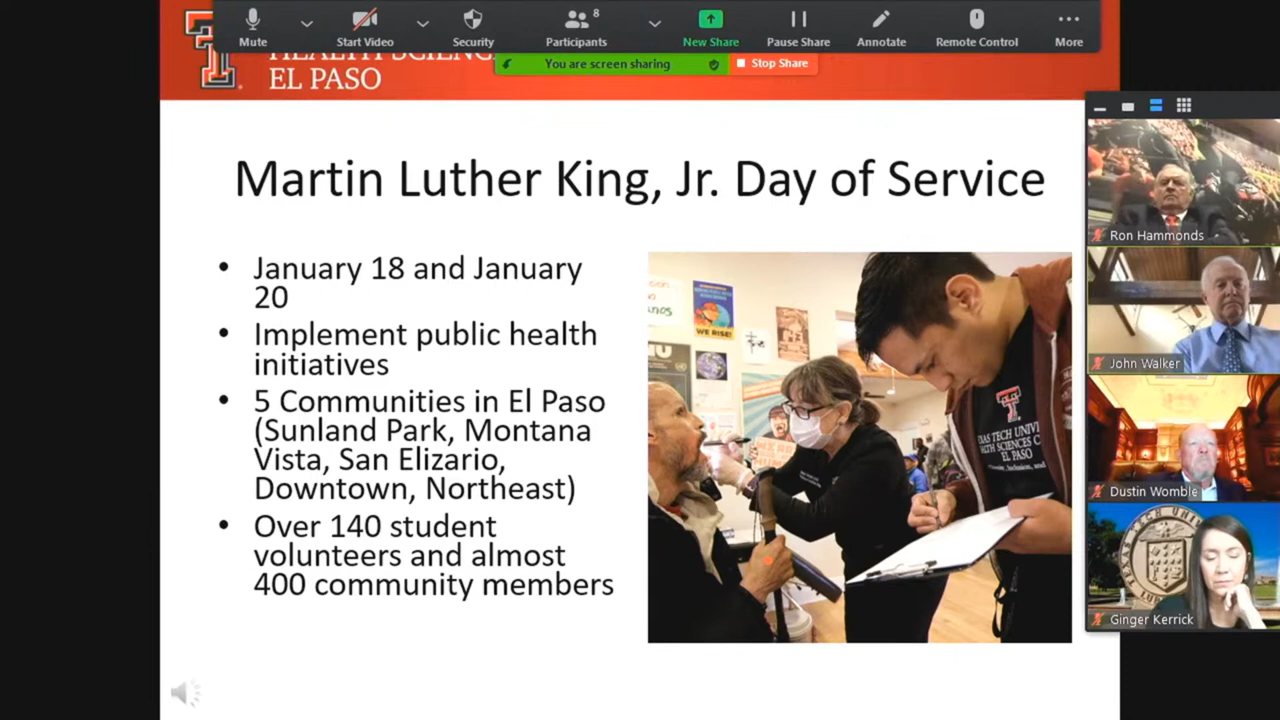 Mute
Start Video
Security
Participants
8
New Share
Pause Share
Annotate
Remote Control
More
You are screen sharing
Stop Share
EL PASO
Martin Luther King, Jr. Day of Service
• January 18 and January
20
• Implement public health
initiatives
• 5 Communities in El Paso
(Sunland Park, Montana
Vista, San Elizario,
Downtown, Northeast)
• Over 140 student
volunteers and almost
400 community members
WE RISE!
EL PASO
Ron Hammonds
John Walker
Dustin Womble
Ginger Kerrick